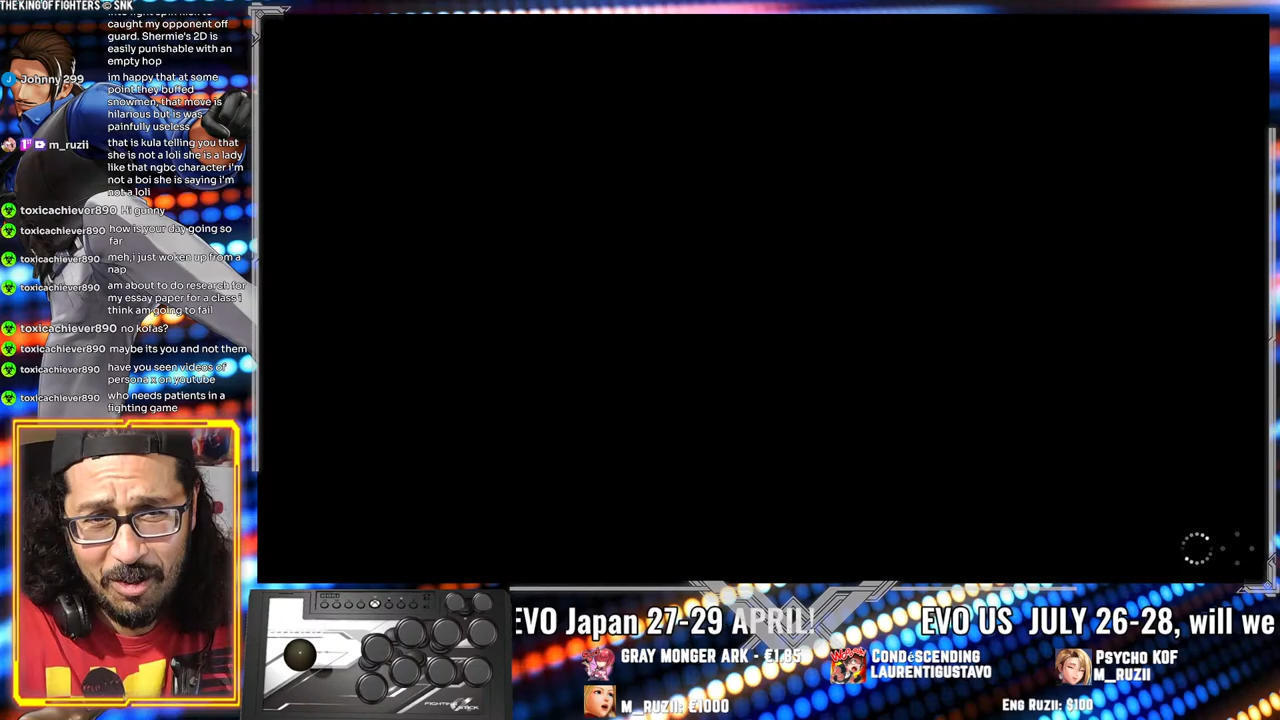 THE KING OF FIGHTERS © SNK
caught my opponent off
guard. Shermie's 2D is
easily punishable with an
empty hop
Johnny 299 im happy that at some
point they buffed
snowmen, that move is
hilarious but is was
painfully useless
m_ruzii that is kula telling you that
she is not a loli she is a lady
like that ngbc character i'm
not a boi she is saying i'm
not a loli
toxicachiever890 Hi gunny
toxicachiever890 how is your day going so
far
toxicachiever890 meh,i just woken up from a
nap
toxicachiever890 am about to do research for
my essay paper for a class i
think am going to fail
toxicachiever890 no kofas?
toxicachiever890 maybe its you and not them
toxicachiever890 have you seen videos of
persona x on youtube
toxicachiever890 who needs patients in a
fighting game
FIGHTING STICK
EVO Japan 27-29 APRIL! EVO US JULY 26-28, will we
GRAY MONGER ARK - €1.85
CONDéSCENDING
LAURENTIGUSTAVO
PSYCHO KOF
M_RUZII
M_RUZII: €1000
ENG RUZII: $100